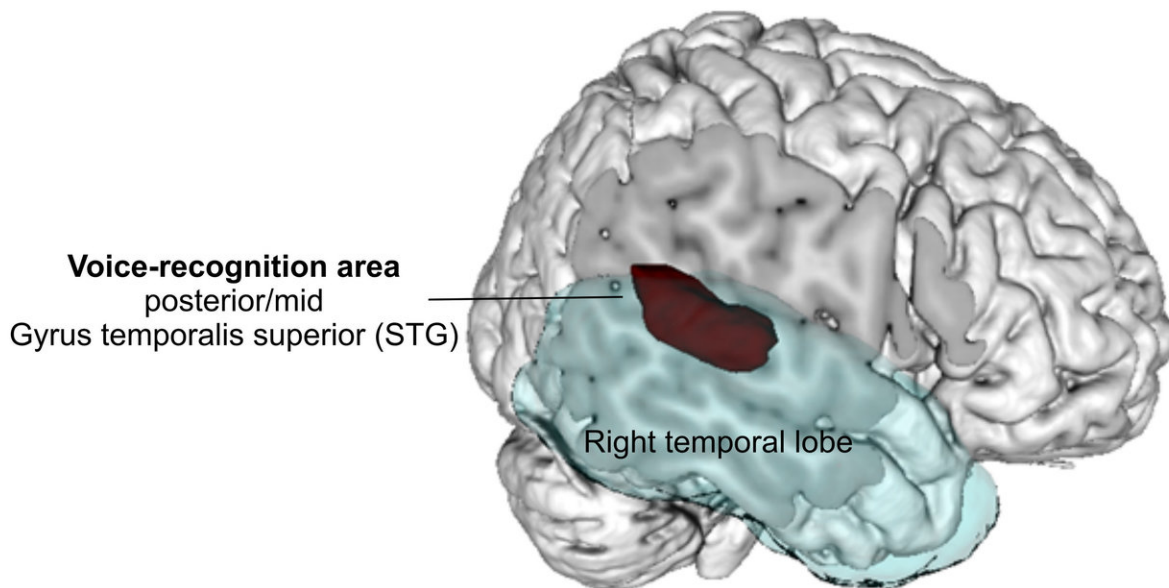 Voice-recognition area
posterior/mid
Gyrus temporalis superior (STG)
Right temporal lobe